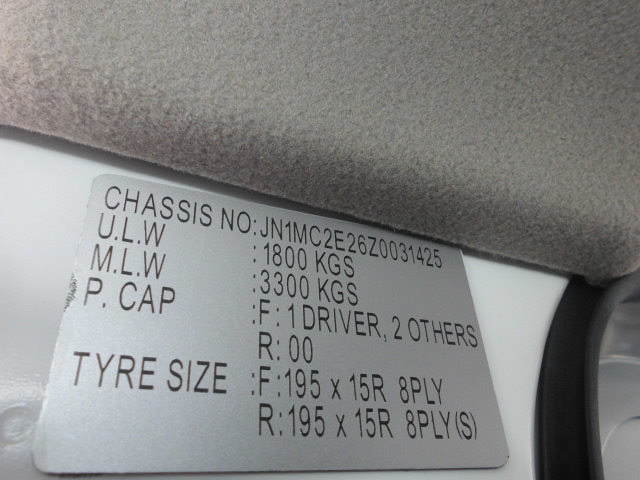 CHASSIS NO:JN1MC2E26Z0031425
U.L.W :1800 KGS
M.L.W :3300 KGS
P. CAP :F:1 DRIVER, 2 OTHERS
R:00
TYRE SIZE :F:195 x 15R 8PLY
R:195 x 15R 8PLY(S)